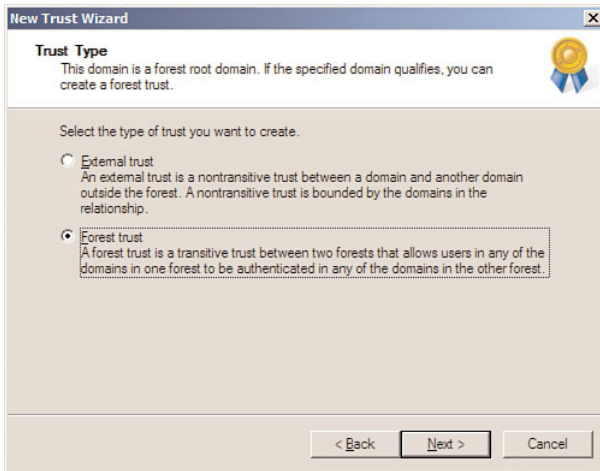 New Trust Wizard
Trust Type
This domain is a forest root domain. If the specified domain qualifies, you can
create a forest trust.
Select the type of trust you want to create.
External trust
An external trust is a nontransitive trust between a domain and another domain
outside the forest. A nontransitive trust is bounded by the domains in the
relationship.
Forest trust
A forest trust is a transitive trust between two forests that allows users in any of the
domains in one forest to be authenticated in any of the domains in the other forest.
< Back
Next >
Cancel